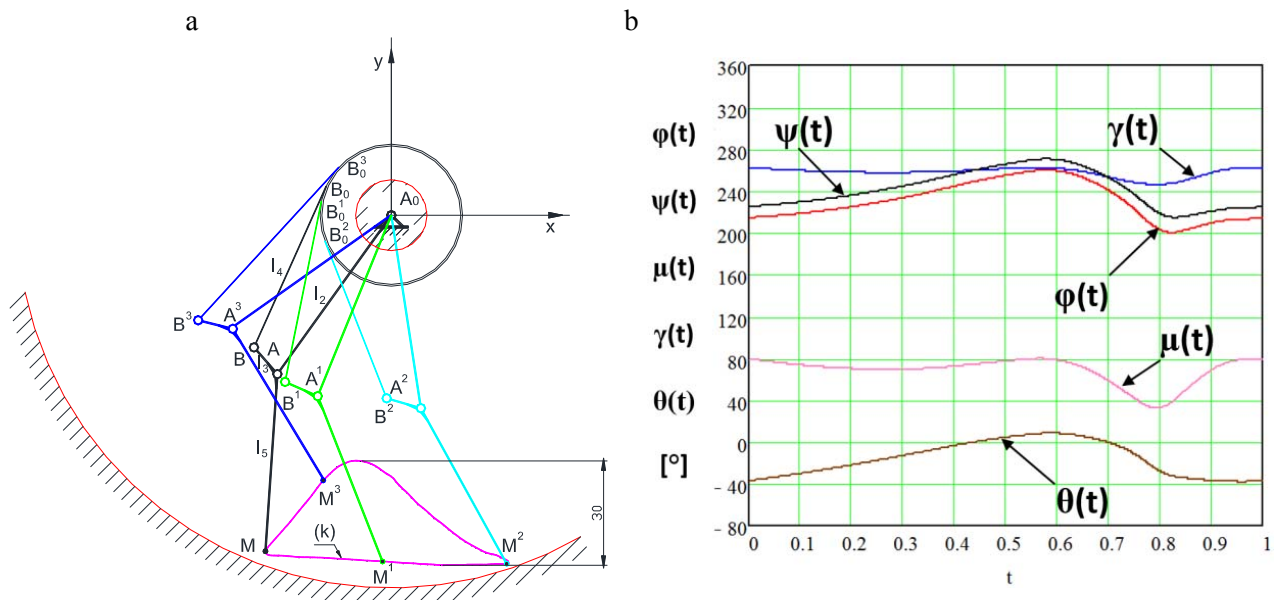 a
b
y
x
A₀
B₀³
B₀
B₀¹
B₀²
l₄
l₂
B³
A³
B
A
l₃
B¹
A¹
B²
A²
l₅
M³
M
(k)
M¹
M²
30
φ(t)
ψ(t)
μ(t)
γ(t)
θ(t)
[°]
360
320
280
240
200
160
120
80
40
0
− 40
− 80
ψ(t)
γ(t)
φ(t)
μ(t)
θ(t)
0 0.1 0.2 0.3 0.4 0.5 0.6 0.7 0.8 0.9 1
t